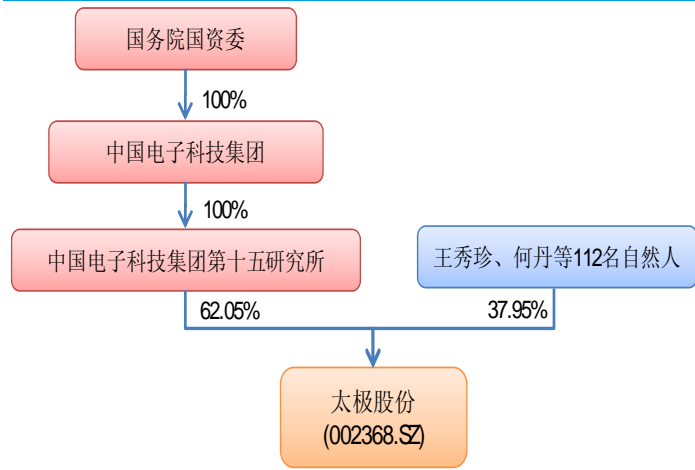 国务院国资委
100%
中国电子科技集团
100%
中国电子科技集团第十五研究所
王秀珍、何丹等112名自然人
62.05%
37.95%
太极股份
(002368.SZ)